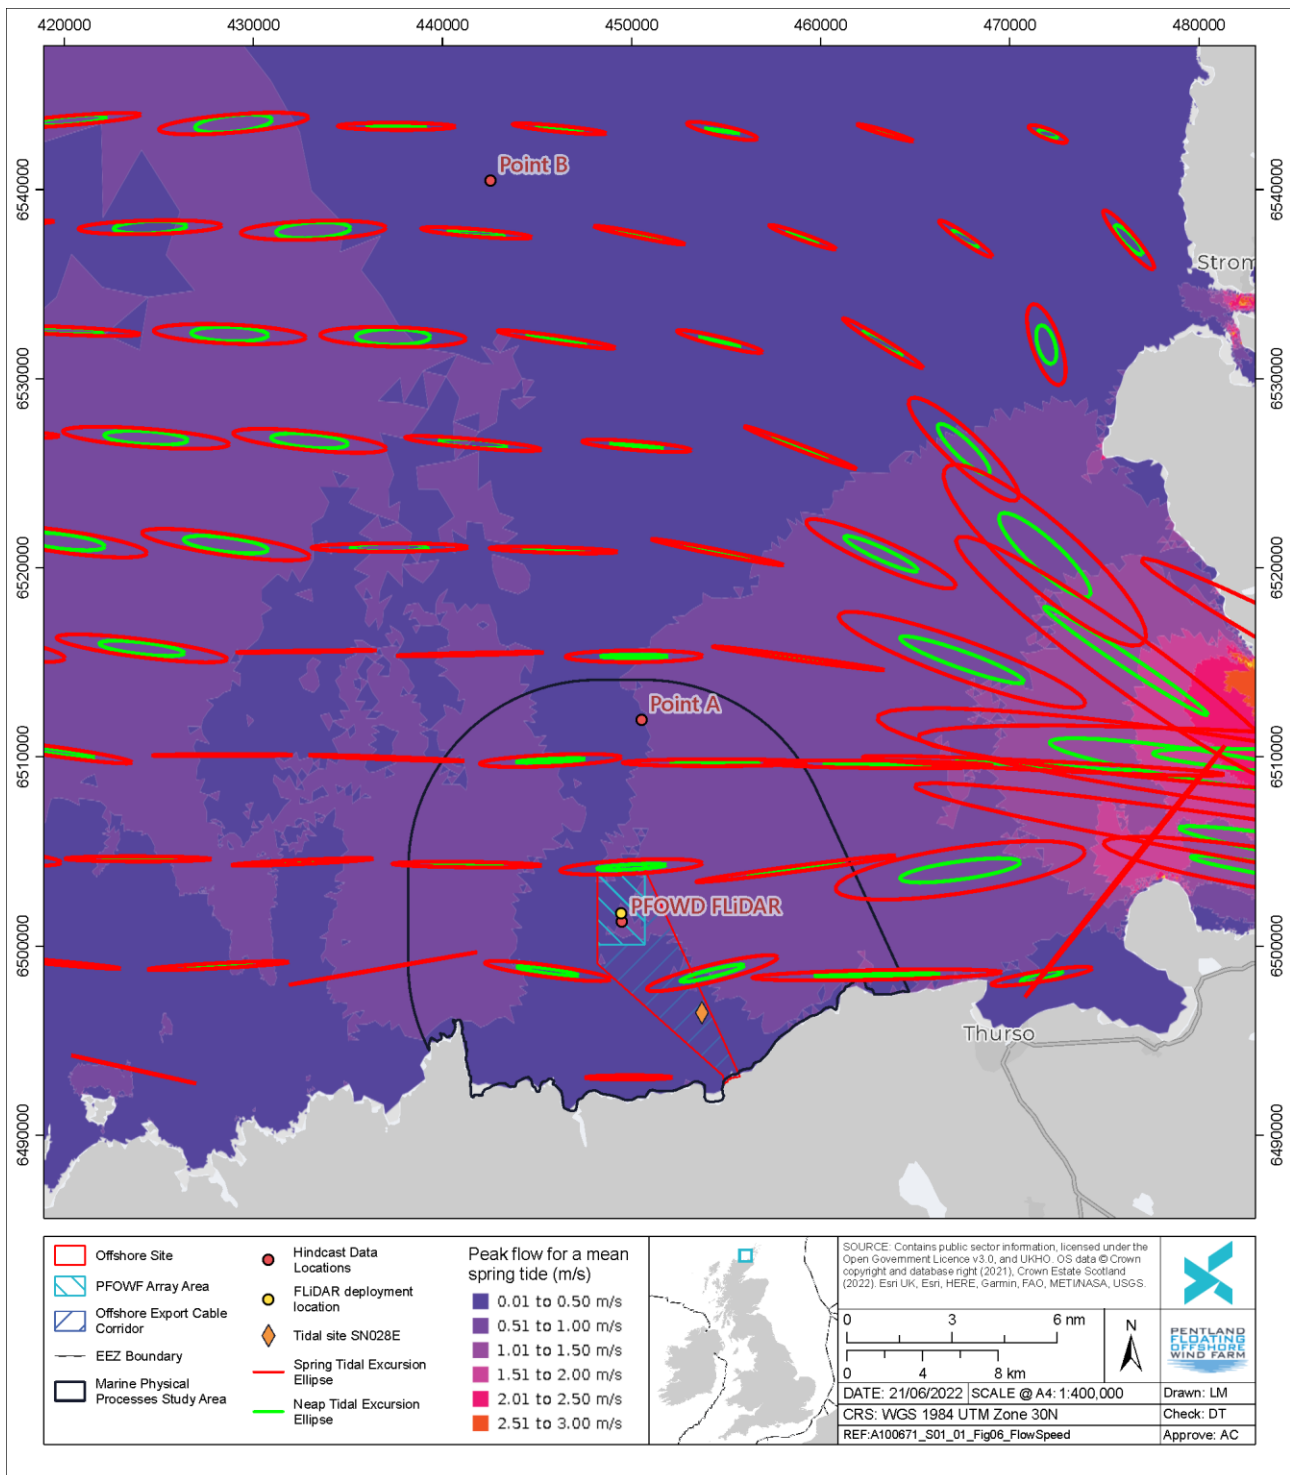 420000 430000 440000 450000 460000 470000 480000
6540000 6540000
6530000 6530000
6520000 6520000
6510000 6510000
6500000 6500000
6490000 6490000
Point B
Strom
Point A
PFOWD FLiDAR
Thurso
Offshore Site
PFOWF Array Area
Offshore Export Cable
Corridor
EEZ Boundary
Marine Physical
Processes Study Area
Hindcast Data
Locations
FLiDAR deployment
location
Tidal site SN028E
Spring Tidal Excursion
Ellipse
Neap Tidal Excursion
Ellipse
Peak flow for a mean
spring tide (m/s)
0.01 to 0.50 m/s
0.51 to 1.00 m/s
1.01 to 1.50 m/s
1.51 to 2.00 m/s
2.01 to 2.50 m/s
2.51 to 3.00 m/s
SOURCE: Contains public sector information, licensed under the
Open Government Licence v3.0, and UKHO. OS data © Crown
copyright and database right (2021), Crown Estate Scotland
(2022). Esri UK, Esri, HERE, Garmin, FAO, METI/NASA, USGS.
0 3 6 nm
0 4 8 km
N
PENTLAND
FLOATING
OFFSHORE
WIND FARM
DATE: 21/06/2022 SCALE @ A4: 1:400,000 Drawn: LM
CRS: WGS 1984 UTM Zone 30N Check: DT
REF:A100671_S01_01_Fig06_FlowSpeed Approve: AC